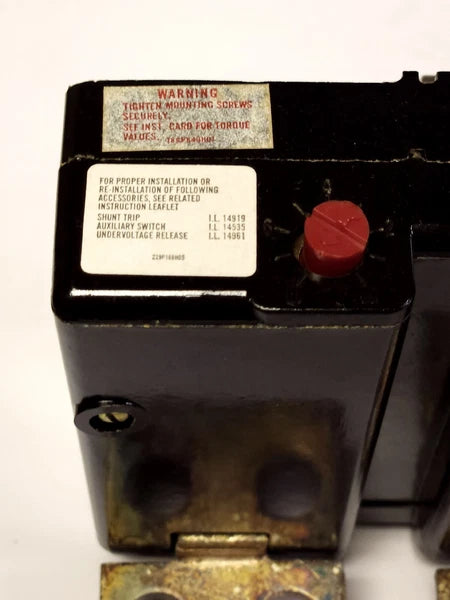 WARNING
TIGHTEN MOUNTING SCREWS
SECURELY.
SEE INST. CARD FOR TORQUE
VALUES.
FOR PROPER INSTALLATION OR
RE-INSTALLATION OF FOLLOWING
ACCESSORIES, SEE RELATED
INSTRUCTION LEAFLET
SHUNT TRIP I.L. 14919
AUXILIARY SWITCH I.L. 14535
UNDERVOLTAGE RELEASE I.L. 14961